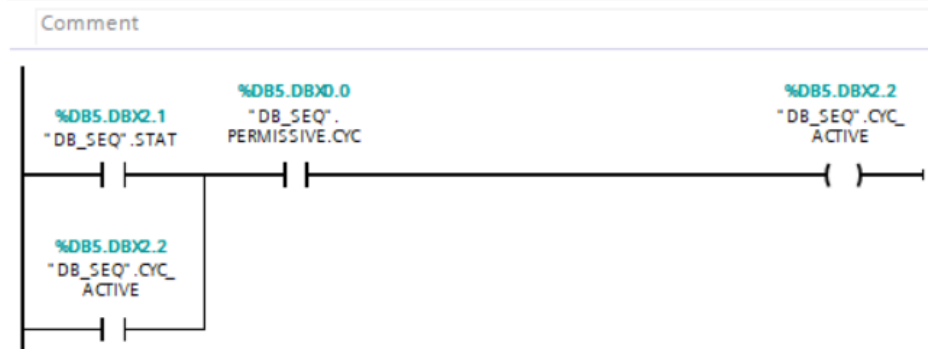 Comment
%DB5.DBX2.1
"DB_SEQ".STAT
%DB5.DBX0.0
"DB_SEQ".
PERMISSIVE.CYC
%DB5.DBX2.2
"DB_SEQ".CYC_
ACTIVE
%DB5.DBX2.2
"DB_SEQ".CYC_
ACTIVE